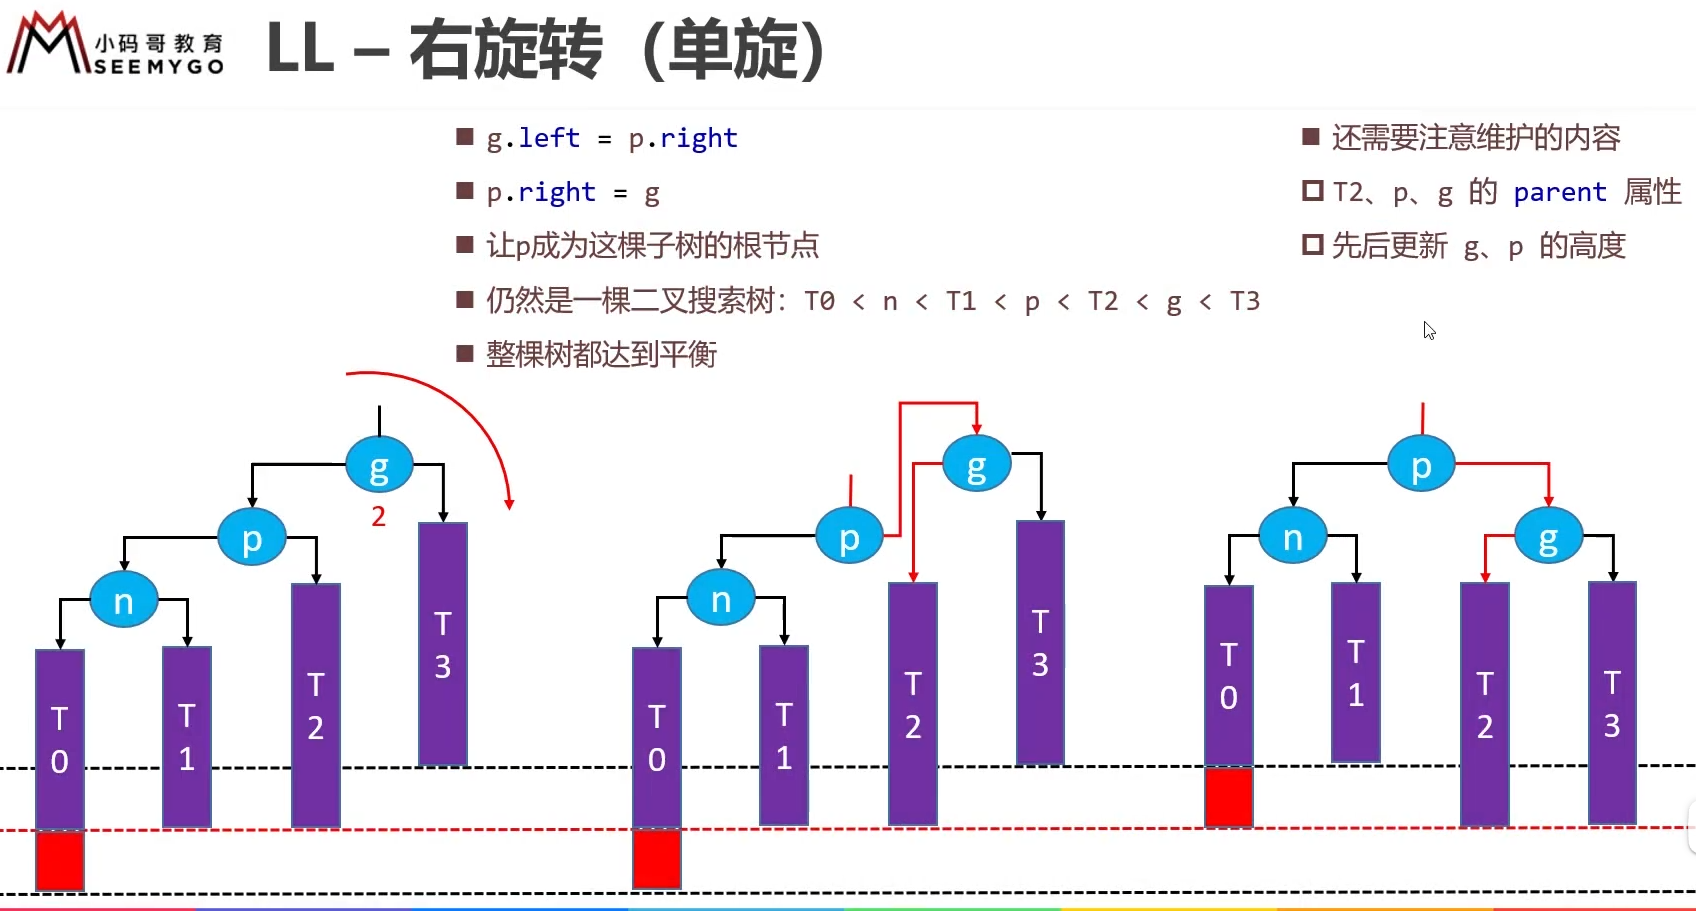 小码哥教育
SEEMYGO
LL – 右旋转（单旋）
g.left = p.right
p.right = g
让p成为这棵子树的根节点
仍然是一棵二叉搜索树：T0 < n < T1 < p < T2 < g < T3
整棵树都达到平衡
还需要注意维护的内容
T2、p、g 的 parent 属性
先后更新 g、p 的高度
g
2
p
n
T0
T1
T2
T3
g
p
n
T0
T1
T2
T3
p
n
g
T0
T1
T2
T3